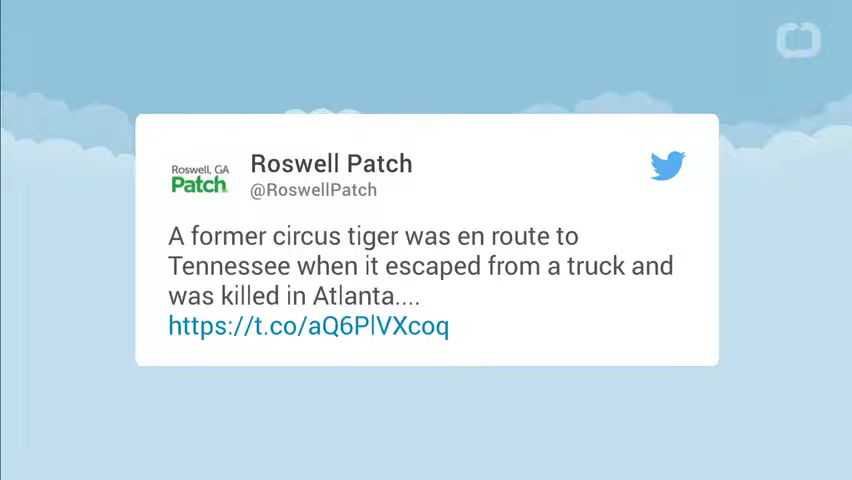 Roswell, GA
Patch
Roswell Patch
@RoswellPatch
A former circus tiger was en route to
Tennessee when it escaped from a truck and
was killed in Atlanta....
https://t.co/aQ6PlVXcoq